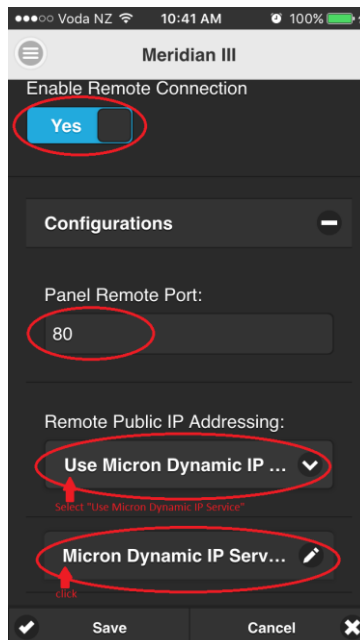 Voda NZ 10:41 AM 100%
Meridian III
Enable Remote Connection
Yes
Configurations
Panel Remote Port:
80
Remote Public IP Addressing:
Use Micron Dynamic IP ...
Select "Use Micron Dynamic IP Service"
Micron Dynamic IP Serv...
click
Save Cancel